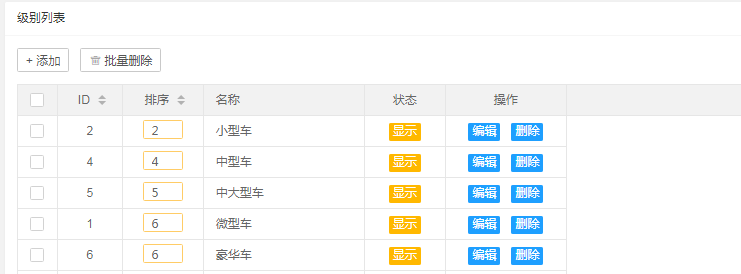 级别列表
+ 添加 批量删除
ID 排序 名称 状态 操作
2 2 小型车 显示 编辑 删除
4 4 中型车 显示 编辑 删除
5 5 中大型车 显示 编辑 删除
1 6 微型车 显示 编辑 删除
6 6 豪华车 显示 编辑 删除